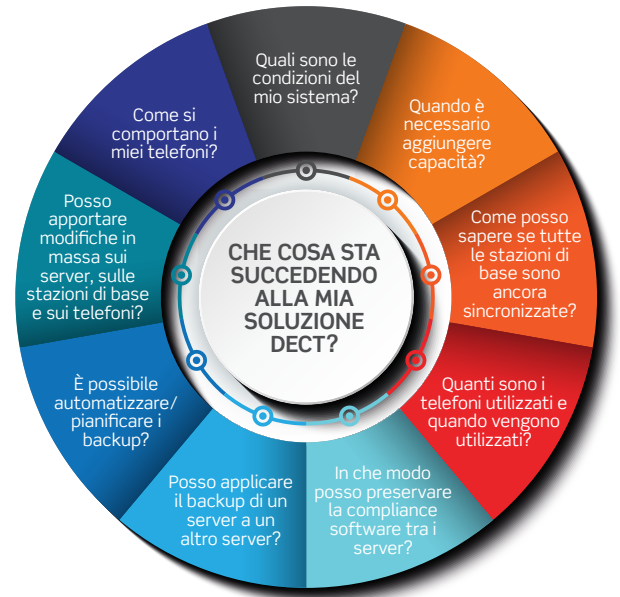 Quali sono le
condizioni del
mio sistema?
Quando è
necessario
aggiungere
capacità?
Come posso
sapere se tutte
le stazioni di
base sono
ancora
sincronizzate?
Quanti sono i
telefoni utilizzati e
quando vengono
utilizzati?
In che modo
posso preservare
la compliance
software tra i
server?
Posso applicare
il backup di un
server a un
altro server?
È possibile
automatizzare/
pianificare i
backup?
Posso
apportare
modifiche in
massa sui
server, sulle
stazioni di base
e sui telefoni?
Come si
comportano i
miei telefoni?
CHE COSA STA
SUCCEDENDO
ALLA MIA
SOLUZIONE
DECT?